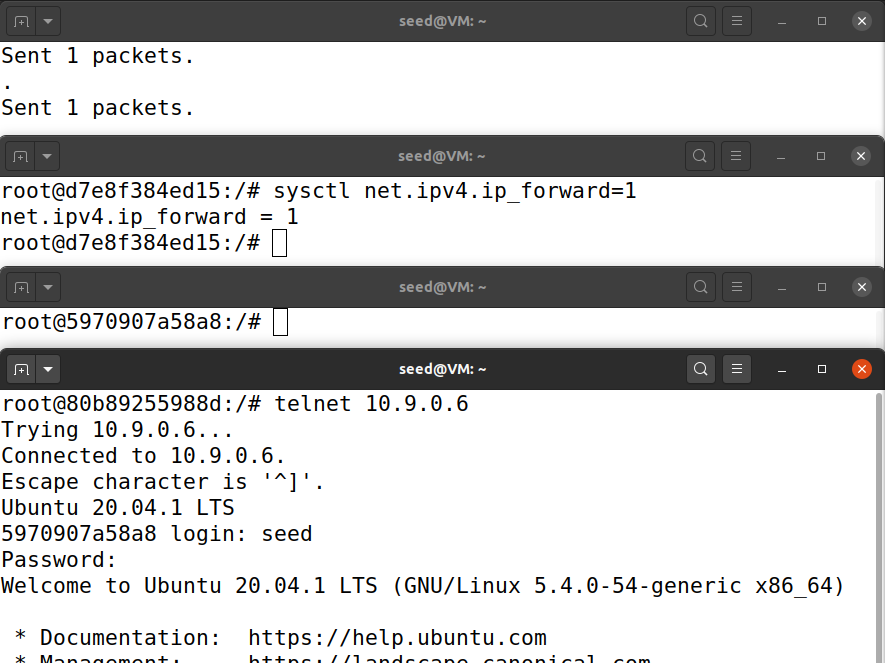 seed@VM: ~
Sent 1 packets.
.
Sent 1 packets.
seed@VM: ~
root@d7e8f384ed15:/# sysctl net.ipv4.ip_forward=1
net.ipv4.ip_forward = 1
root@d7e8f384ed15:/#
seed@VM: ~
root@5970907a58a8:/#
seed@VM: ~
root@80b89255988d:/# telnet 10.9.0.6
Trying 10.9.0.6...
Connected to 10.9.0.6.
Escape character is '^]'.
Ubuntu 20.04.1 LTS
5970907a58a8 login: seed
Password:
Welcome to Ubuntu 20.04.1 LTS (GNU/Linux 5.4.0-54-generic x86_64)
* Documentation:  https://help.ubuntu.com
* Management:     https://landscape.canonical.com